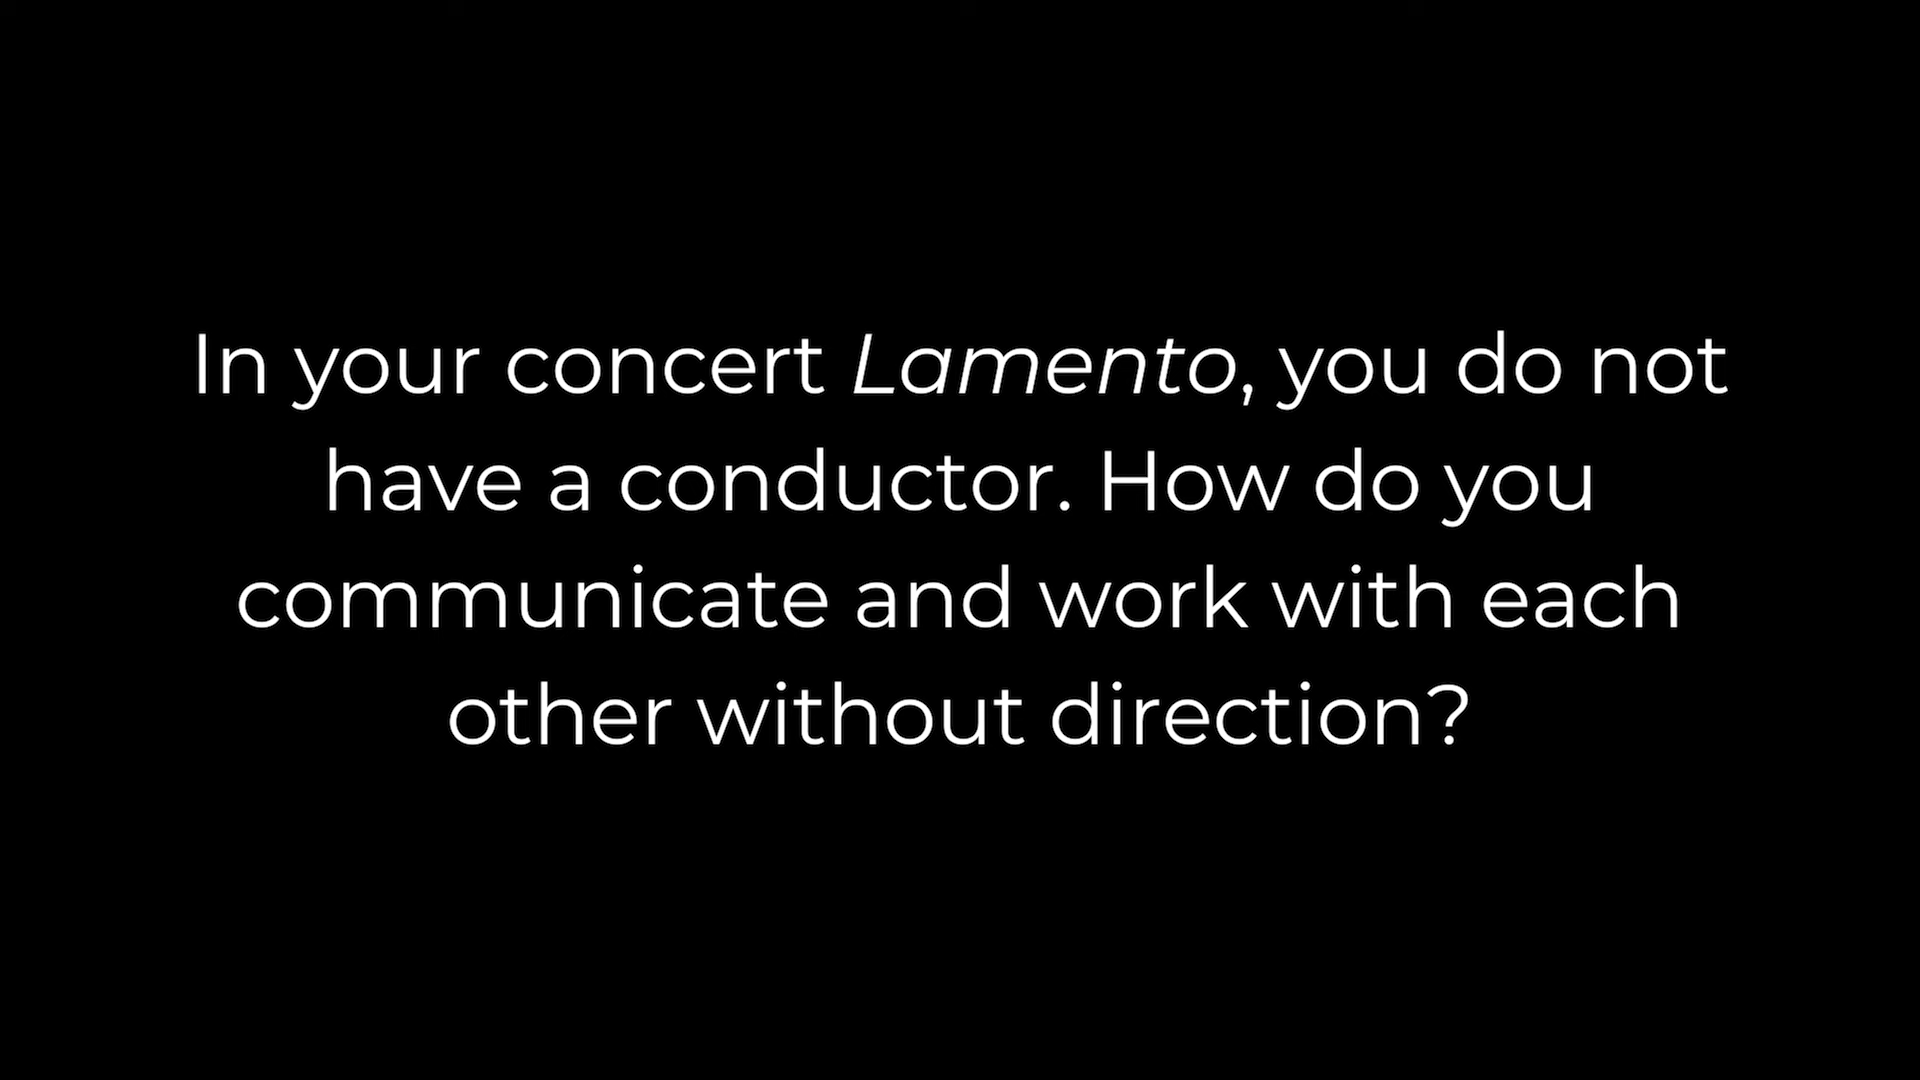 In your concert Lamento, you do not
have a conductor. How do you
communicate and work with each
other without direction?